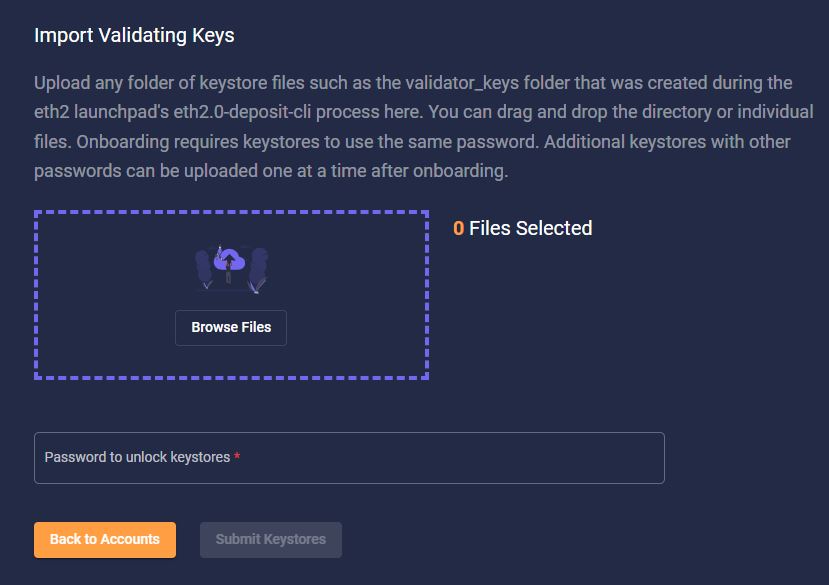 Import Validating Keys
Upload any folder of keystore files such as the validator_keys folder that was created during the
eth2 launchpad's eth2.0-deposit-cli process here. You can drag and drop the directory or individual
files. Onboarding requires keystores to use the same password. Additional keystores with other
passwords can be uploaded one at a time after onboarding.
0 Files Selected
Browse Files
Password to unlock keystores *
Back to Accounts
Submit Keystores